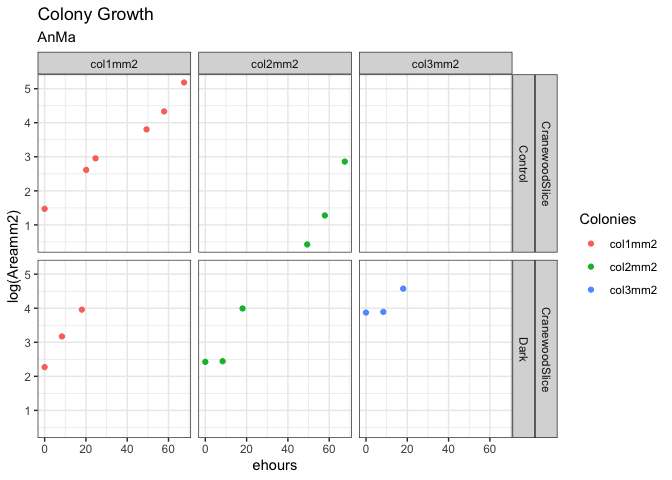 Colony Growth
AnMa
col1mm2
col2mm2
col3mm2
5
4
3
2
1
Control
CranewoodSlice
5
4
3
2
1
Dark
CranewoodSlice
log(Areamm2)
0 20 40 60
0 20 40 60
0 20 40 60
ehours
Colonies
col1mm2
col2mm2
col3mm2